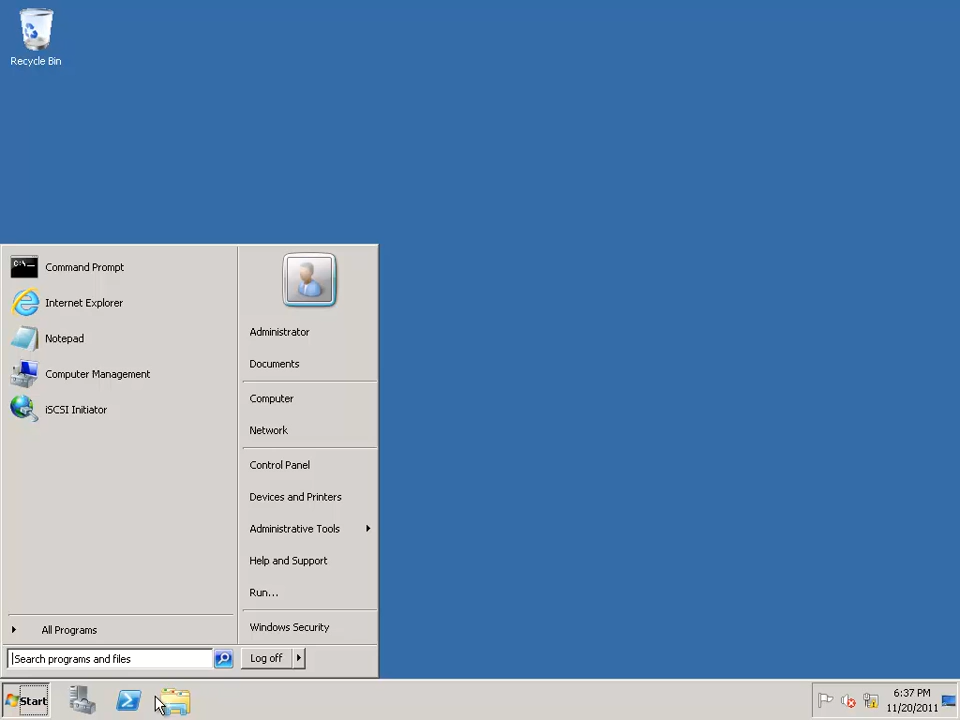 Recycle Bin
C:\_
Command Prompt
Internet Explorer
Notepad
Computer Management
iSCSI Initiator
Administrator
Documents
Computer
Network
Control Panel
Devices and Printers
Administrative Tools
Help and Support
Run...
Windows Security
All Programs
Search programs and files
Log off
Start
6:37 PM
11/20/2011